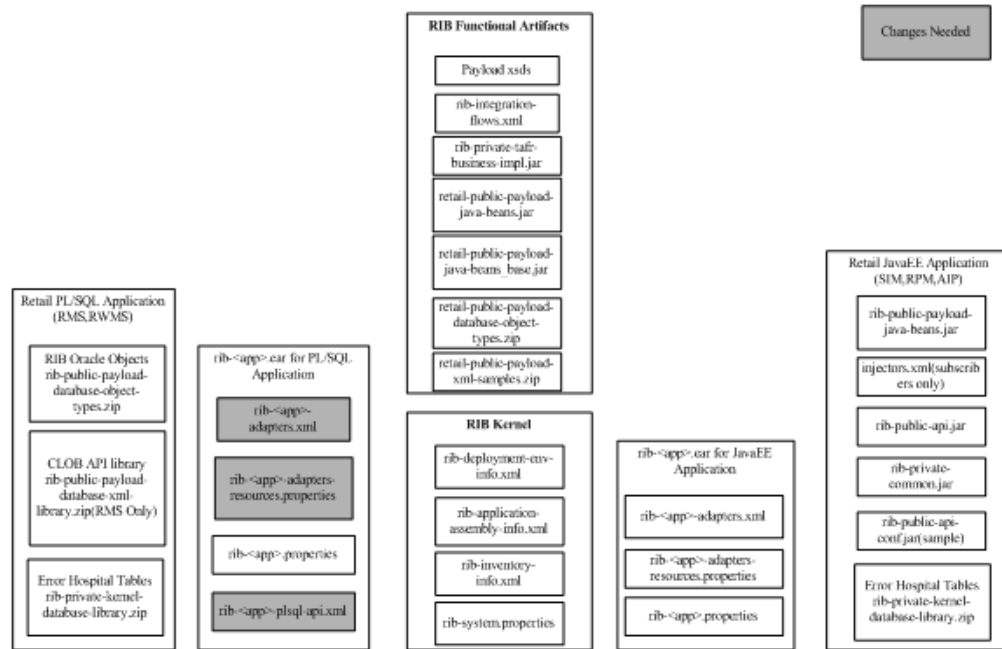 RIB Functional Artifacts
Payload xsds
rib-integration-
flows.xml
rib-private-tafr-
business-impl.jar
retail-public-payload-
java-beans.jar
retail-public-payload-
java-beans_base.jar
retail-public-payload-
database-object-
types.zip
retail-public-payload-
xml-samples.zip
Changes Needed
Retail PL/SQL Application
(RMS,RWMS)
RIB Oracle Objects
rib-public-payload-
database-object-
types.zip
CLOB API library
rib-public-payload-
database-xml-
library.zip(RMS Only)
Error Hospital Tables
rib-private-kernel-
database-library.zip
rib-<app>.ear for PL/SQL
Application
rib-<app>-
adapters.xml
rib-<app>-adapters-
resources.properties
rib-<app>.properties
rib-<app>-plsql-api.xml
RIB Kernel
rib-deployment-env-
info.xml
rib-application-
assembly-info.xml
rib-inventory-
info.xml
rib-system.properties
rib-<app>.ear for JavaEE
Application
rib-<app>-adapters.xml
rib-<app>-adapters-
resources.properties
rib-<app>.properties
Retail JavaEE Application
(SIM,RPM,AIP)
rib-public-payload-
java-beans.jar
injectors.xml(subscri
bers only)
rib-public-api.jar
rib-private-
common.jar
rib-public-api-
conf.jar(sample)
Error Hospital Tables
rib-private-kernel-
database-library.zip